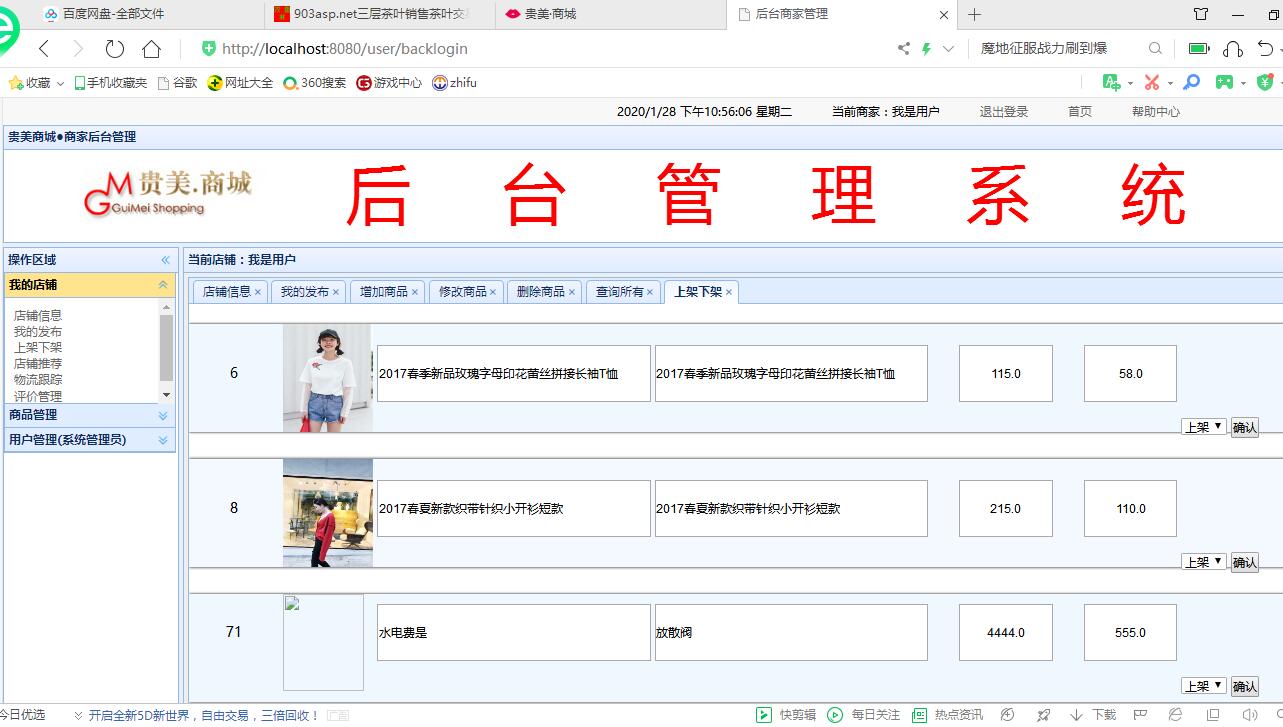 百度网盘-全部文件
903asp.net三层茶叶销售茶叶交
贵美·商城
后台商家管理
http://localhost:8080/user/backlogin
魔地征服战力刷到爆
收藏 手机收藏夹 谷歌 网址大全 360搜索 游戏中心 zhifu
2020/1/28 下午10:56:06 星期二 当前商家：我是用户 退出登录 首页 帮助中心
贵美商城●商家后台管理
GM 贵美.商城
GuiMei Shopping
后 台 管 理 系 统
操作区域
当前店铺：我是用户
我的店铺
店铺信息 我的发布 增加商品 修改商品 删除商品 查询所有 上架下架
店铺信息
我的发布
上架下架
店铺推荐
物流跟踪
评价管理
商品管理
用户管理(系统管理员)
6 2017春季新品玫瑰字母印花蕾丝拼接长袖T恤 2017春季新品玫瑰字母印花蕾丝拼接长袖T恤 115.0 58.0
上架 确认
8 2017春夏新款织带针织小开衫短款 2017春夏新款织带针织小开衫短款 215.0 110.0
上架 确认
71 水电费是 放散阀 4444.0 555.0
上架 确认
今日优选 开启全新5D新世界，自由交易，三倍回收！ 广告 快剪辑 每日关注 热点资讯 下载